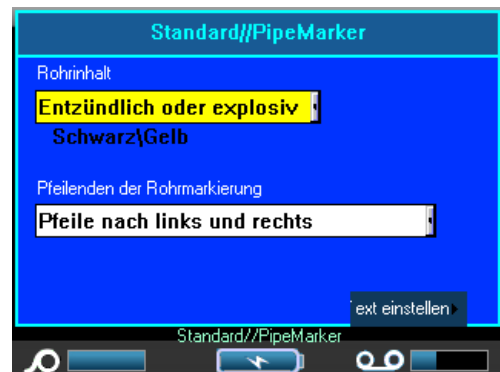 Standard//PipeMarker
Rohrinhalt
Entzündlich oder explosiv
Schwarz\Gelb
Pfeilenden der Rohrmarkierung
Pfeile nach links und rechts
ext einstellen
Standard//PipeMarker